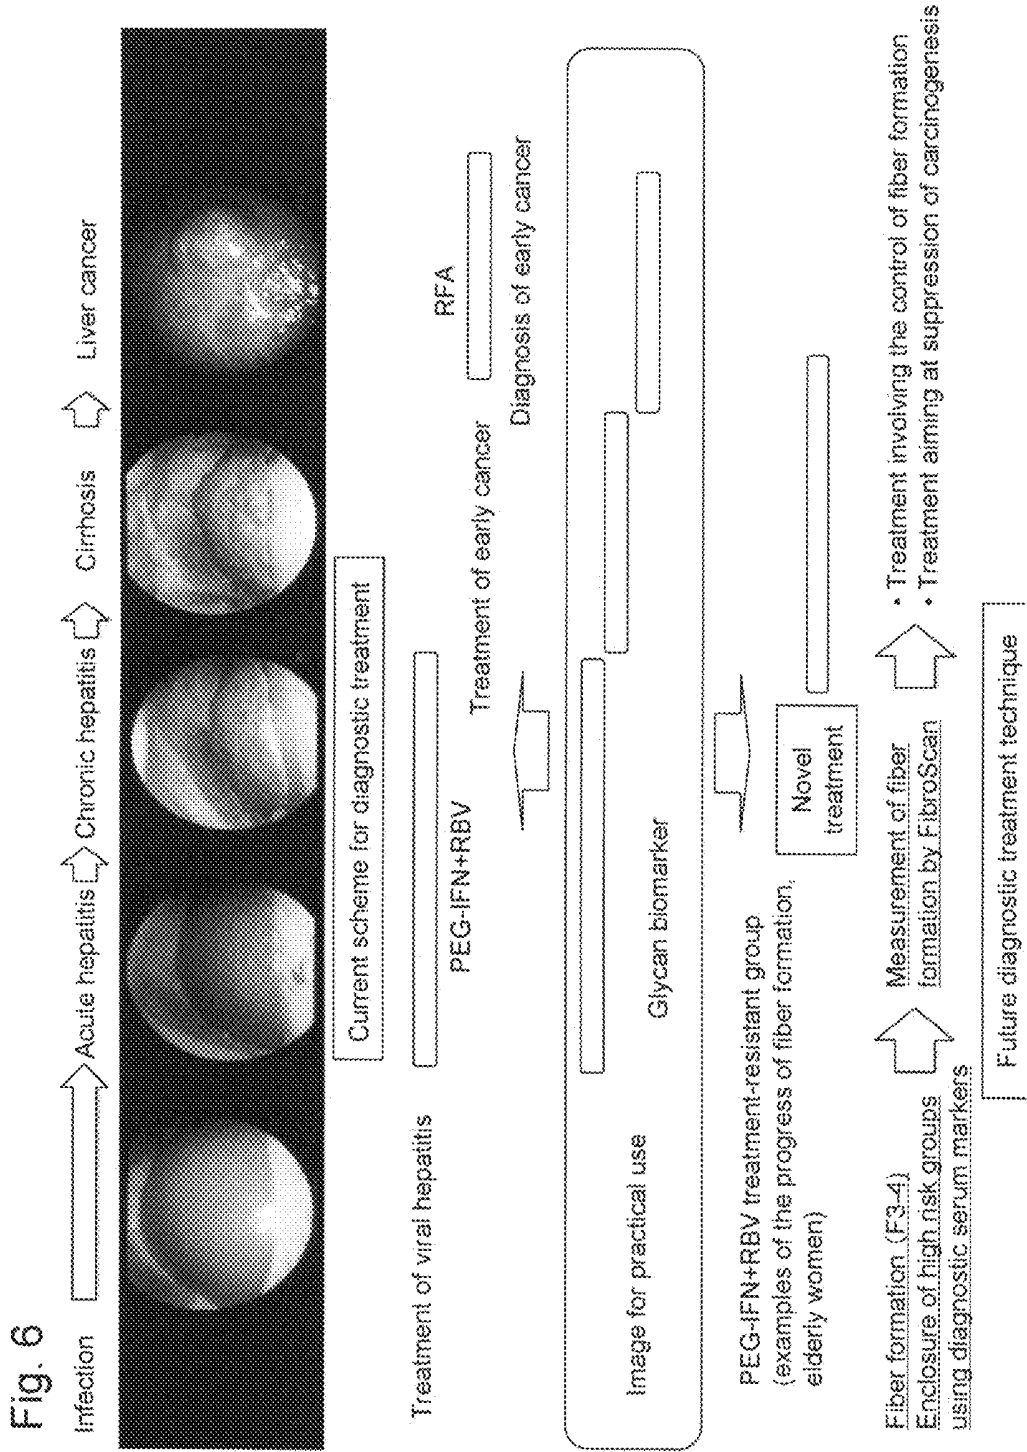 Fig. 6
Infection
Acute hepatitis
Chronic hepatitis
Cirrhosis
Liver cancer
Current scheme for diagnostic treatment
Treatment of viral hepatitis
PEG-IFN+RBV
Treatment of early cancer
RFA
Diagnosis of early cancer
Image for practical use
Glycan biomarker
PEG-IFN+RBV treatment-resistant group
(examples of the progress of fiber formation,
elderly women)
Novel
treatment
Fiber formation (F3-4)
Enclosure of high risk groups
using diagnostic serum markers
Measurement of fiber
formation by FibroScan
• Treatment involving the control of fiber formation
• Treatment aiming at suppression of carcinogenesis
Future diagnostic treatment technique